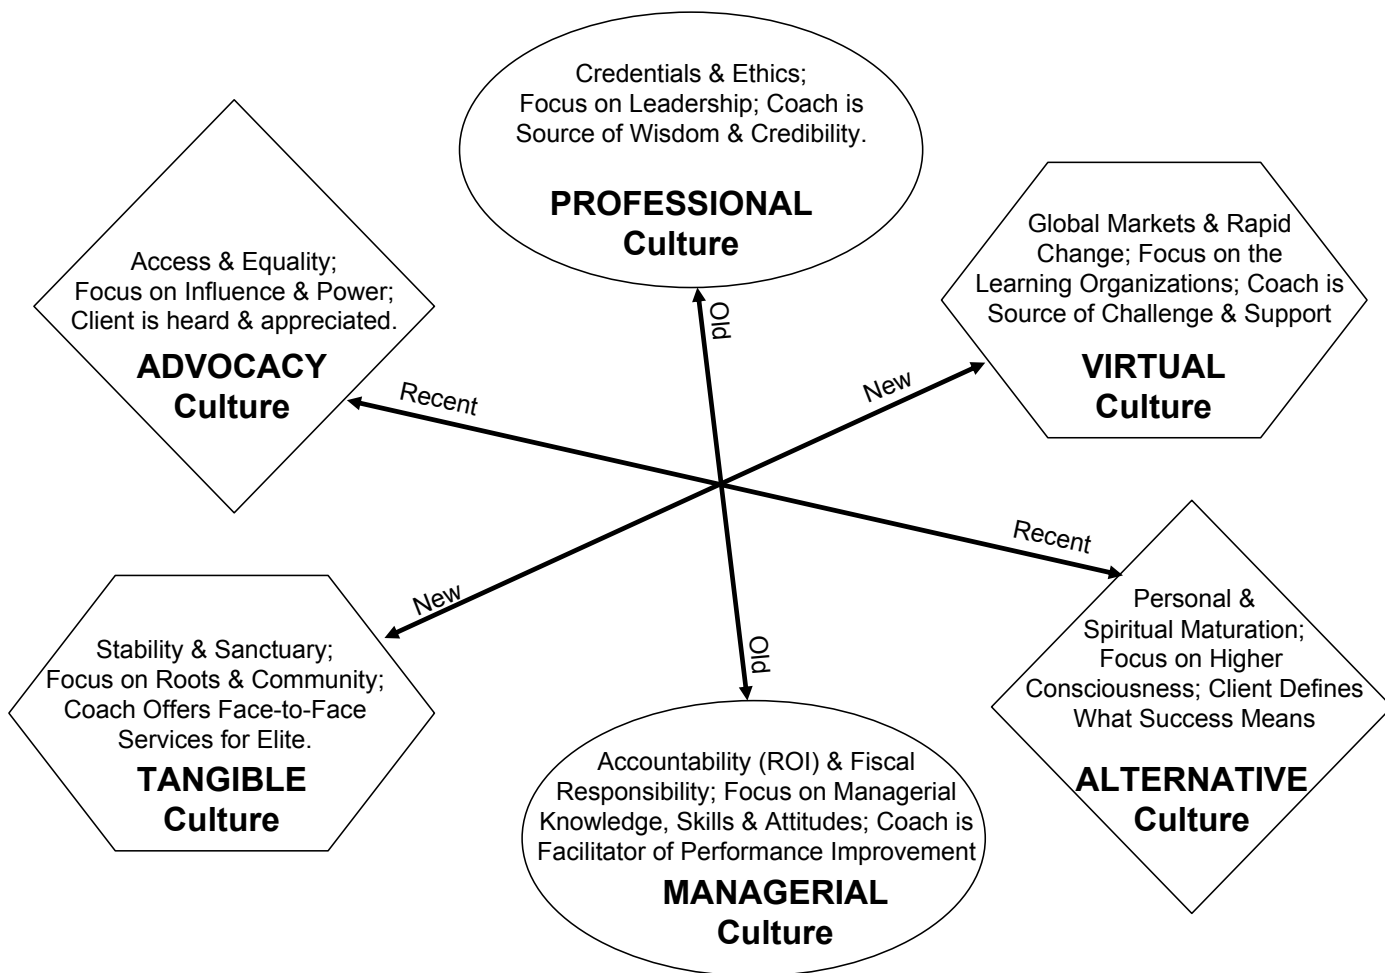 Credentials & Ethics;
Focus on Leadership; Coach is
Source of Wisdom & Credibility.
PROFESSIONAL
Culture
Access & Equality;
Focus on Influence & Power;
Client is heard & appreciated.
ADVOCACY
Culture
Global Markets & Rapid
Change; Focus on the
Learning Organizations; Coach is
Source of Challenge & Support
VIRTUAL
Culture
Old
New
Recent
Recent
New
Old
Stability & Sanctuary;
Focus on Roots & Community;
Coach Offers Face-to-Face
Services for Elite.
TANGIBLE
Culture
Accountability (ROI) & Fiscal
Responsibility; Focus on Managerial
Knowledge, Skills & Attitudes; Coach is
Facilitator of Performance Improvement
MANAGERIAL
Culture
Personal &
Spiritual Maturation;
Focus on Higher
Consciousness; Client Defines
What Success Means
ALTERNATIVE
Culture